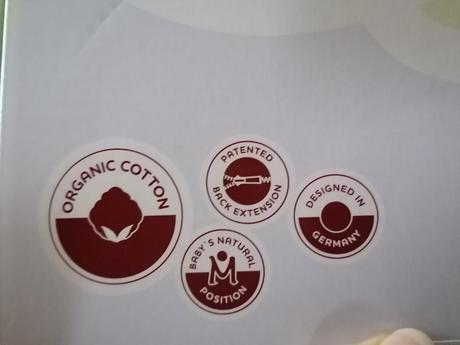 ORGANIC COTTON
PATENTED
BACK EXTENSION
DESIGNED IN
GERMANY
BABY'S NATURAL
POSITION